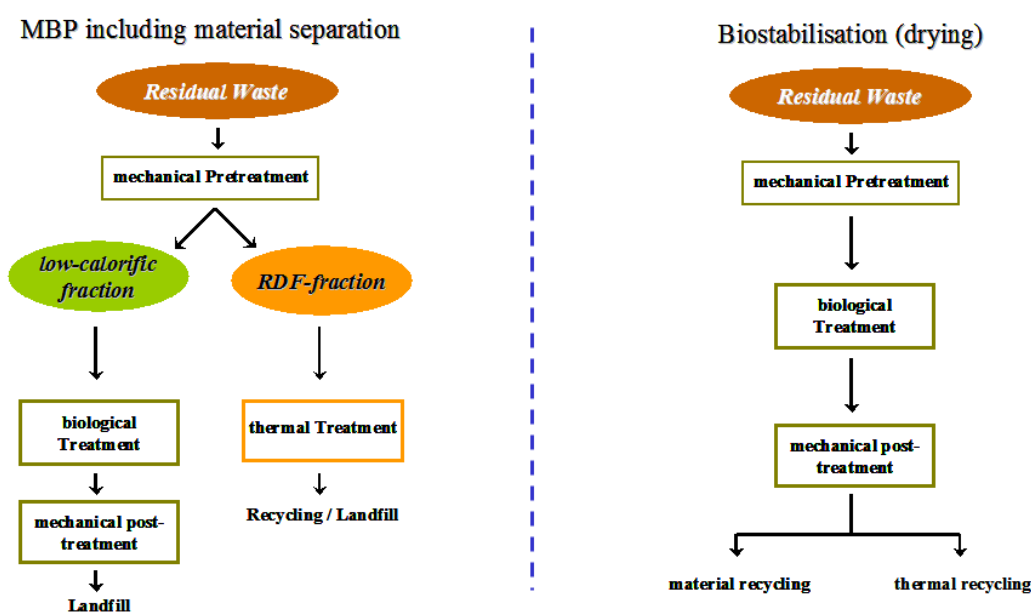 MBP including material separation
Residual Waste
mechanical Pretreatment
low-calorific
fraction
RDF-fraction
biological
Treatment
thermal Treatment
mechanical post-
treatment
Recycling / Landfill
Landfill
Biostabilisation (drying)
Residual Waste
mechanical Pretreatment
biological
Treatment
mechanical post-
treatment
material recycling
thermal recycling